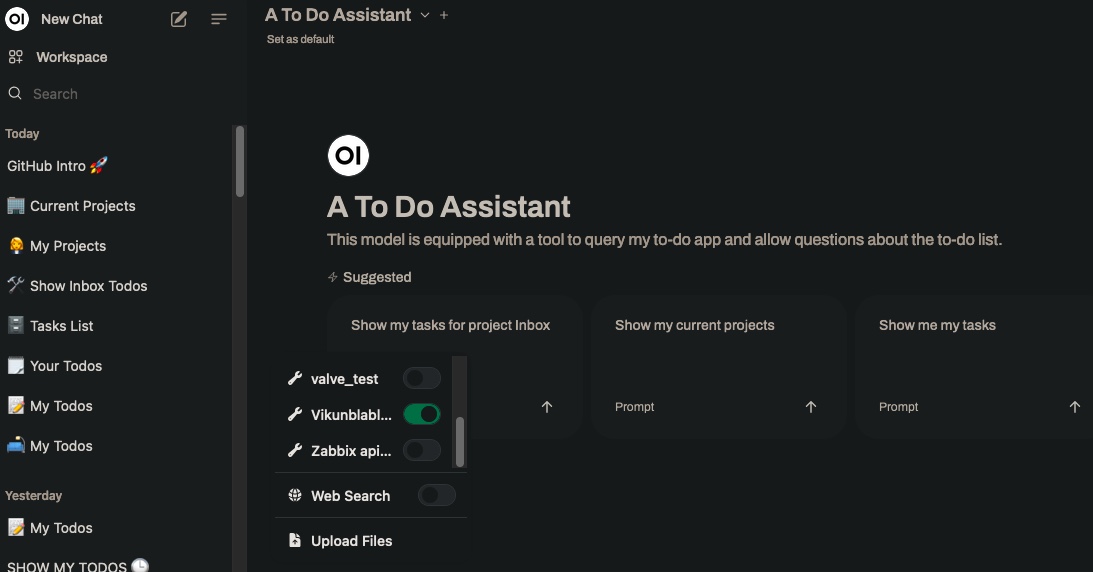 OI
New Chat
Workspace
Search
Today
GitHub Intro 🚀
Current Projects
My Projects
Show Inbox Todos
Tasks List
Your Todos
My Todos
My Todos
Yesterday
My Todos
SHOW MY TODOS
A To Do Assistant
Set as default
OI
A To Do Assistant
This model is equipped with a tool to query my to-do app and allow questions about the to-do list.
Suggested
Show my tasks for project Inbox
Show my current projects
Prompt
Show me my tasks
Prompt
valve_test
Vikunblabl...
Zabbix api...
Web Search
Upload Files